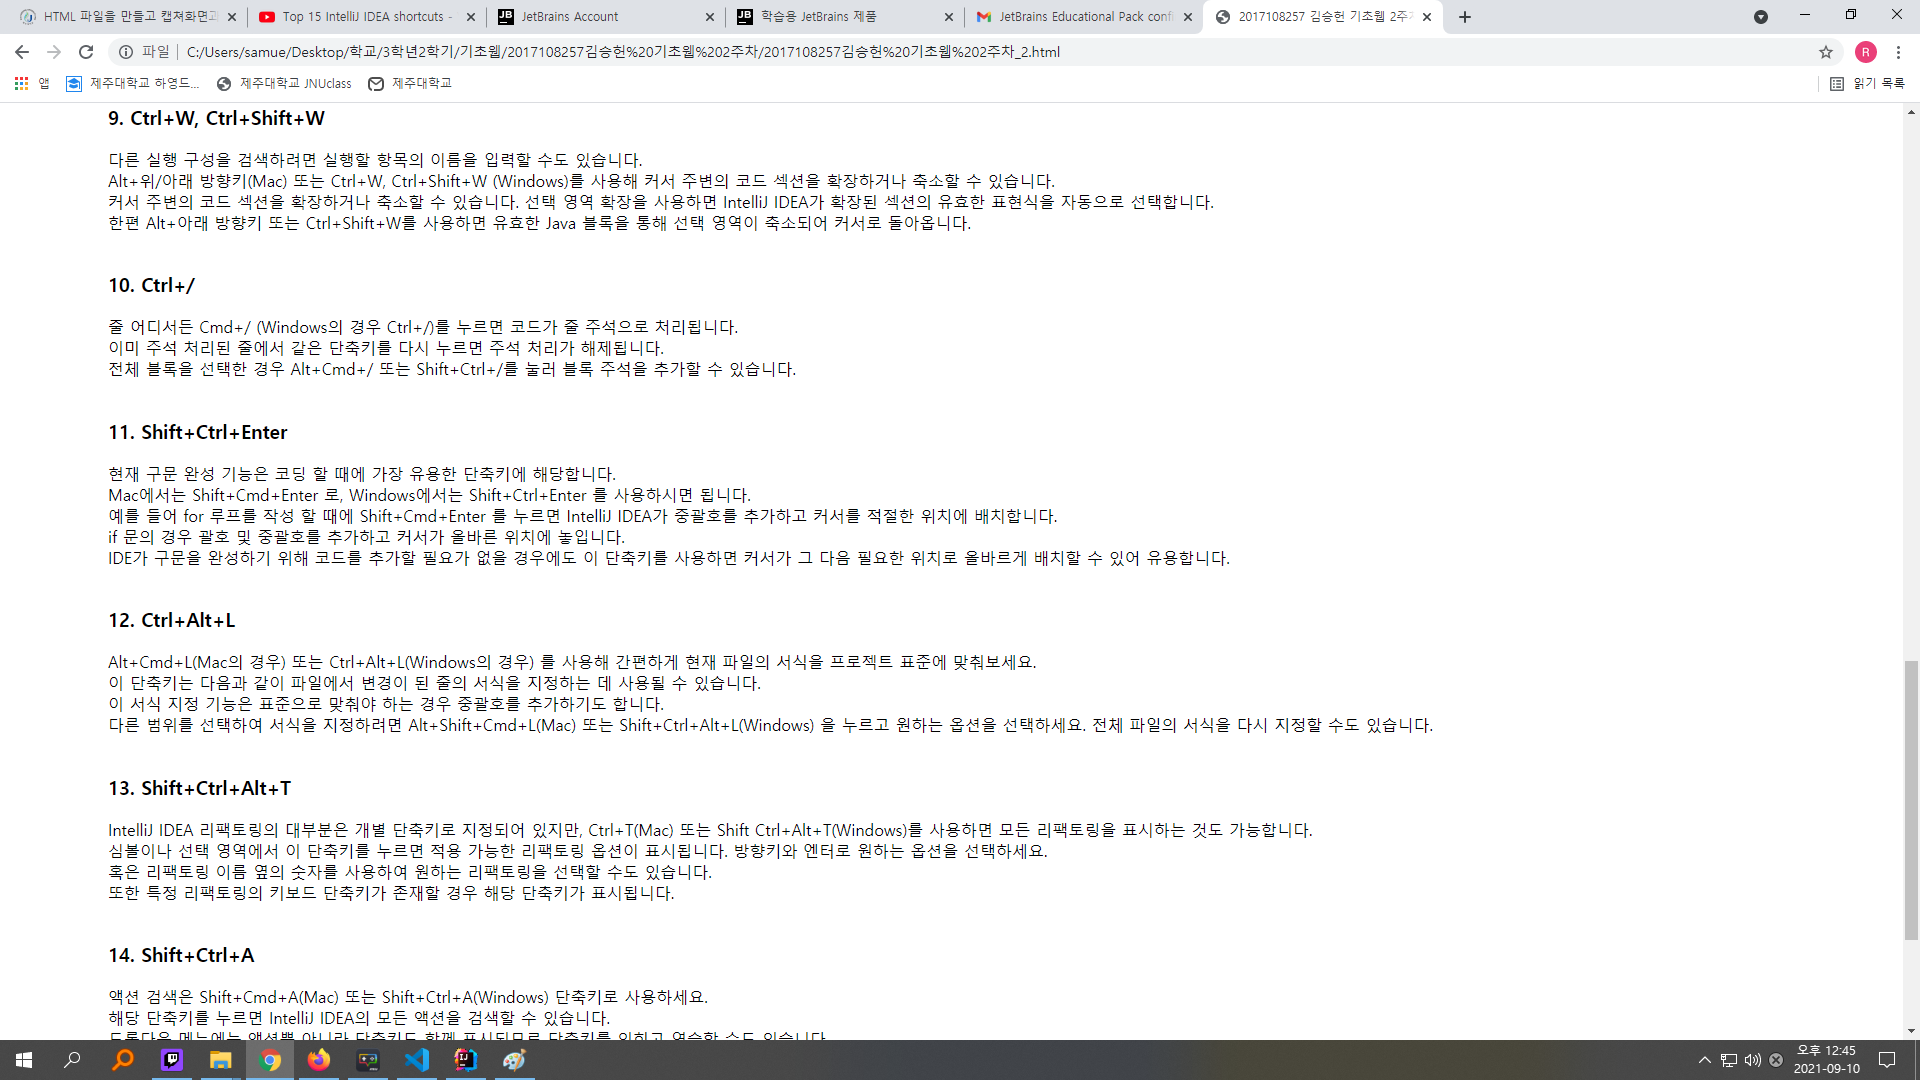 HTML 파일을 만들고 캡쳐화면과
Top 15 IntelliJ IDEA shortcuts -
JetBrains Account
학습용 JetBrains 제품
JetBrains Educational Pack confi
2017108257 김승헌 기초웹 2주차
파일
C:/Users/samue/Desktop/학교/3학년2학기/기초웹/2017108257김승헌%20기초웹%202주차/2017108257김승헌%20기초웹%202주차_2.html
R
앱
제주대학교 하영드...
제주대학교 JNUclass
제주대학교
읽기 목록
9. Ctrl+W, Ctrl+Shift+W
다른 실행 구성을 검색하려면 실행할 항목의 이름을 입력할 수도 있습니다.
Alt+위/아래 방향키(Mac) 또는 Ctrl+W, Ctrl+Shift+W (Windows)를 사용해 커서 주변의 코드 섹션을 확장하거나 축소할 수 있습니다.
커서 주변의 코드 섹션을 확장하거나 축소할 수 있습니다. 선택 영역 확장을 사용하면 IntelliJ IDEA가 확장된 섹션의 유효한 표현식을 자동으로 선택합니다.
한편 Alt+아래 방향키 또는 Ctrl+Shift+W를 사용하면 유효한 Java 블록을 통해 선택 영역이 축소되어 커서로 돌아옵니다.
10. Ctrl+/
줄 어디서든 Cmd+/ (Windows의 경우 Ctrl+/)를 누르면 코드가 줄 주석으로 처리됩니다.
이미 주석 처리된 줄에서 같은 단축키를 다시 누르면 주석 처리가 해제됩니다.
전체 블록을 선택한 경우 Alt+Cmd+/ 또는 Shift+Ctrl+/를 눌러 블록 주석을 추가할 수 있습니다.
11. Shift+Ctrl+Enter
현재 구문 완성 기능은 코딩 할 때에 가장 유용한 단축키에 해당합니다.
Mac에서는 Shift+Cmd+Enter 로, Windows에서는 Shift+Ctrl+Enter 를 사용하시면 됩니다.
예를 들어 for 루프를 작성 할 때에 Shift+Cmd+Enter 를 누르면 IntelliJ IDEA가 중괄호를 추가하고 커서를 적절한 위치에 배치합니다.
if 문의 경우 괄호 및 중괄호를 추가하고 커서가 올바른 위치에 놓입니다.
IDE가 구문을 완성하기 위해 코드를 추가할 필요가 없을 경우에도 이 단축키를 사용하면 커서가 그 다음 필요한 위치로 올바르게 배치할 수 있어 유용합니다.
12. Ctrl+Alt+L
Alt+Cmd+L(Mac의 경우) 또는 Ctrl+Alt+L(Windows의 경우) 를 사용해 간편하게 현재 파일의 서식을 프로젝트 표준에 맞춰보세요.
이 단축키는 다음과 같이 파일에서 변경이 된 줄의 서식을 지정하는 데 사용될 수 있습니다.
이 서식 지정 기능은 표준으로 맞춰야 하는 경우 중괄호를 추가하기도 합니다.
다른 범위를 선택하여 서식을 지정하려면 Alt+Shift+Cmd+L(Mac) 또는 Shift+Ctrl+Alt+L(Windows) 을 누르고 원하는 옵션을 선택하세요. 전체 파일의 서식을 다시 지정할 수도 있습니다.
13. Shift+Ctrl+Alt+T
IntelliJ IDEA 리팩토링의 대부분은 개별 단축키로 지정되어 있지만, Ctrl+T(Mac) 또는 Shift Ctrl+Alt+T(Windows)를 사용하면 모든 리팩토링을 표시하는 것도 가능합니다.
심볼이나 선택 영역에서 이 단축키를 누르면 적용 가능한 리팩토링 옵션이 표시됩니다. 방향키와 엔터로 원하는 옵션을 선택하세요.
혹은 리팩토링 이름 옆의 숫자를 사용하여 원하는 리팩토링을 선택할 수도 있습니다.
또한 특정 리팩토링의 키보드 단축키가 존재할 경우 해당 단축키가 표시됩니다.
14. Shift+Ctrl+A
액션 검색은 Shift+Cmd+A(Mac) 또는 Shift+Ctrl+A(Windows) 단축키로 사용하세요.
해당 단축키를 누르면 IntelliJ IDEA의 모든 액션을 검색할 수 있습니다.
드롭다운 메뉴에는 액션뿐 아니라 단축키도 함께 표시되므로 단축키를 익히고 연습할 수도 있습니다.
오후 12:45
2021-09-10